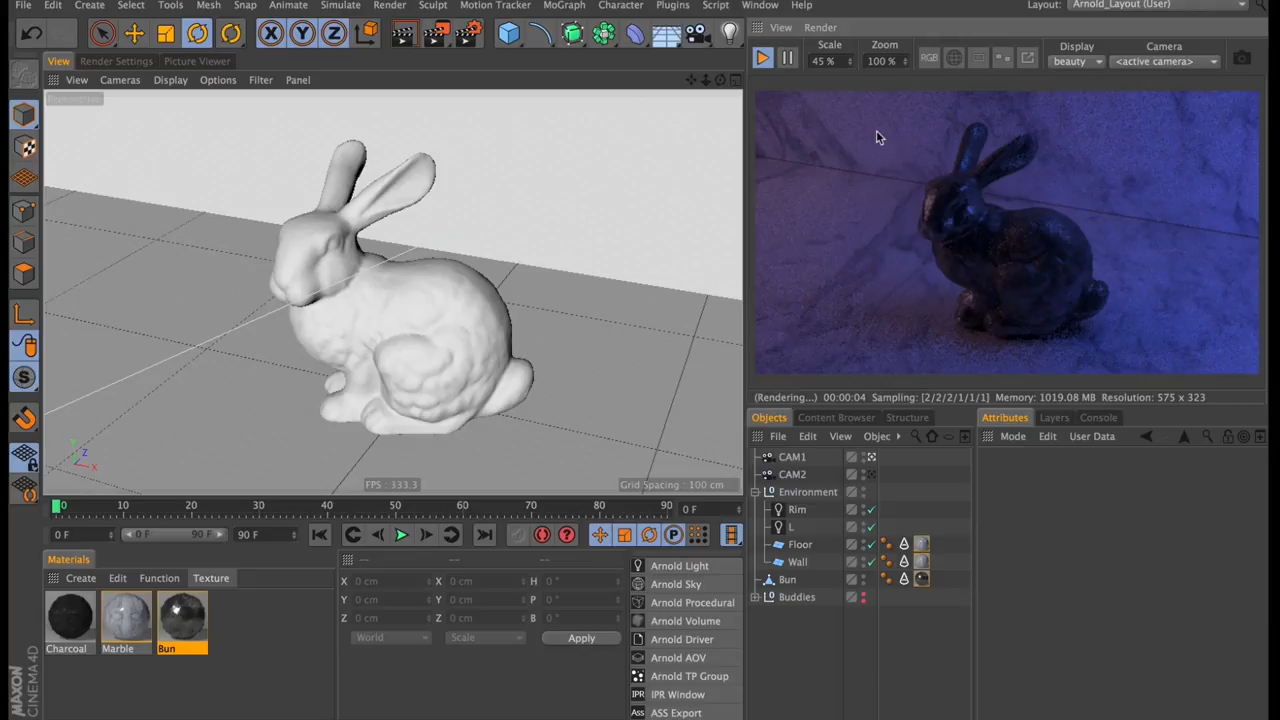 File Edit Create Select Tools Mesh Snap Animate Simulate Render Sculpt Motion Tracker MoGraph Character Plugins Script Window Help Layout: Arnold_Layout (User)
X Y Z
View Render
View Render Settings Picture Viewer
Scale Zoom Display Camera
45 % 100 % RGB beauty <active camera>
View Cameras Display Options Filter Panel
Perspective
Y
Z
X
FPS : 333.3 Grid Spacing : 100 cm
(Rendering...) 00:00:04 Sampling: [2/2/2/1/1/1] Memory: 1019.08 MB Resolution: 575 x 323
Objects Content Browser Structure
File Edit View Objec
CAM1
CAM2
Environment
Rim
L
Floor
Wall
Bun
Buddies
Attributes Layers Console
Mode Edit User Data
0 10 20 30 40 50 60 70 80 90 0 F
0 F 0 F 90 F 90 F P
S
Materials
Create Edit Function Texture
Charcoal Marble Bun
-- -- --
X 0 cm X 0 cm H 0 °
Y 0 cm Y 0 cm P 0 °
Z 0 cm Z 0 cm B 0 °
World Scale Apply
Arnold Light
Arnold Sky
Arnold Procedural
Arnold Volume
Arnold Driver
Arnold AOV
Arnold TP Group
IPR IPR Window
Ass ASS Export
MAXON
CINEMA 4D